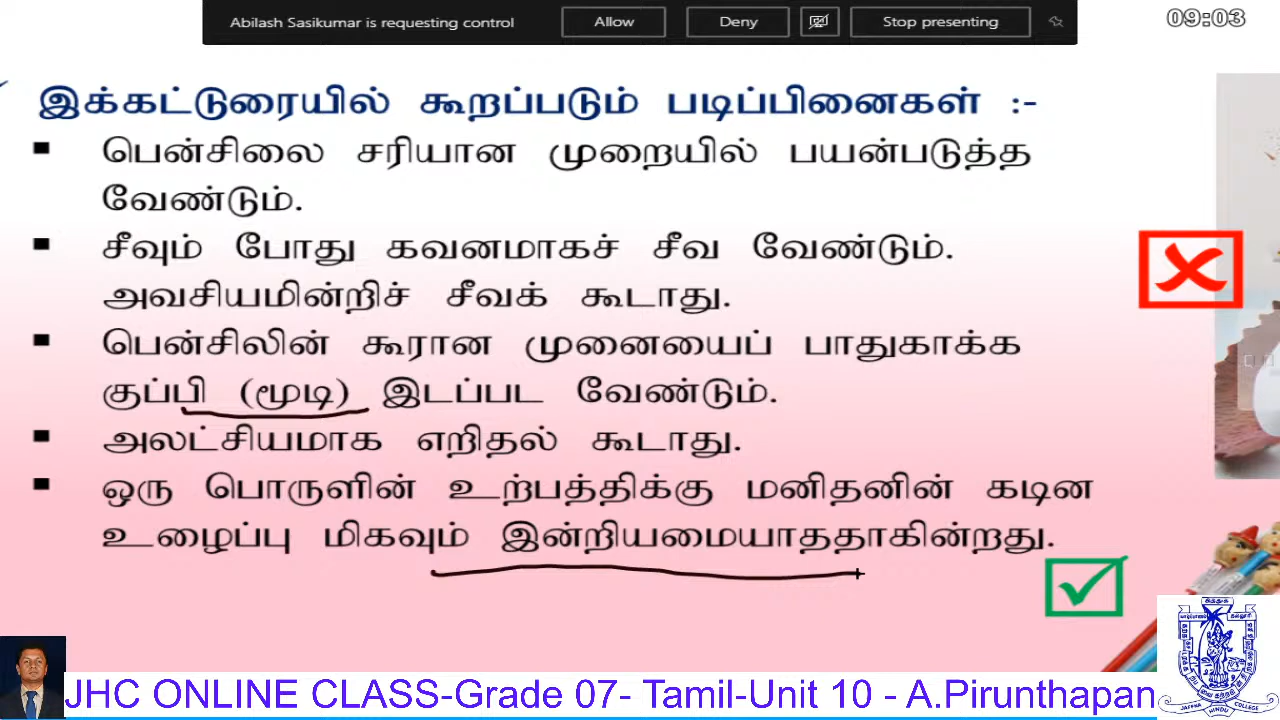 Abilash Sasikumar is requesting control Allow Deny Stop presenting
09:03
இக்கட்டுரையில் கூறப்படும் படிப்பினைகள் :-
பென்சிலை சரியான முறையில் பயன்படுத்த
வேண்டும்.
சீவும் போது கவனமாகச் சீவ வேண்டும்.
அவசியமின்றிச் சீவக் கூடாது.
பென்சிலின் கூரான முனையைப் பாதுகாக்க
குப்பி (மூடி) இடப்பட வேண்டும்.
அலட்சியமாக எறிதல் கூடாது.
ஒரு பொருளின் உற்பத்திக்கு மனிதனின் கடின
உழைப்பு மிகவும் இன்றியமையாததாகின்றது.
JHC ONLINE CLASS-Grade 07- Tamil-Unit 10 - A.Pirunthapan